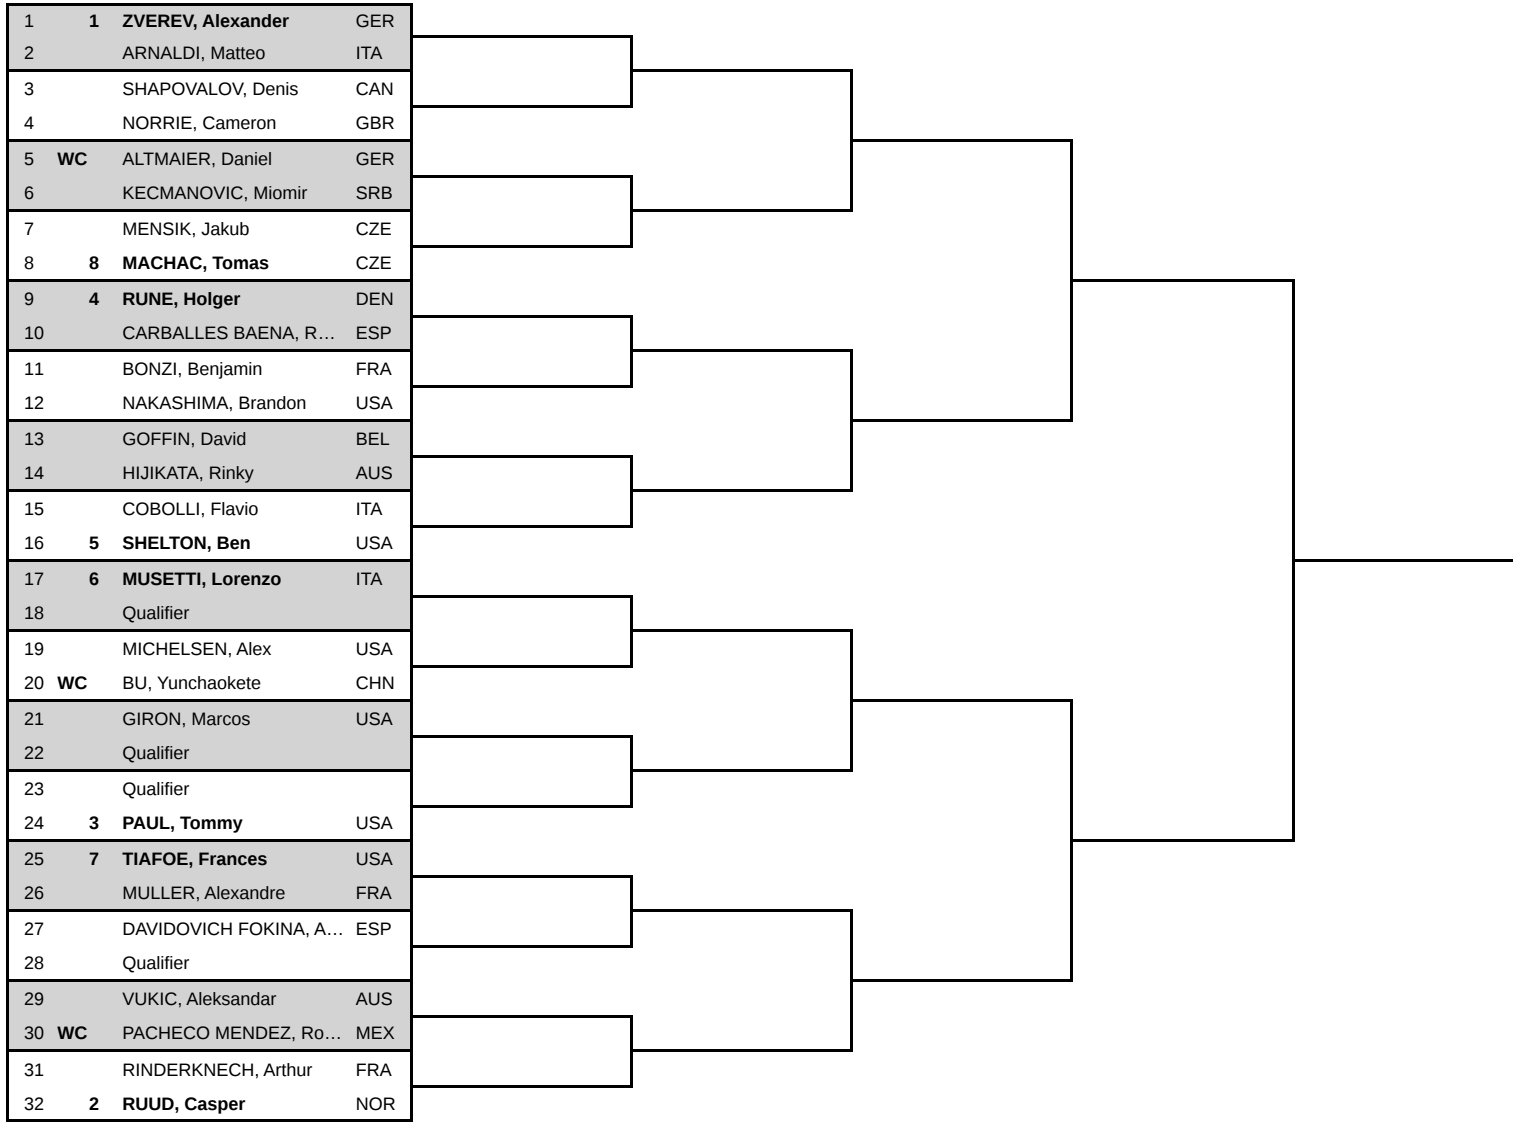 1 1 ZVEREV, Alexander GER
2 ARNALDI, Matteo ITA
3 SHAPOVALOV, Denis CAN
4 NORRIE, Cameron GBR
5 WC ALTMAIER, Daniel GER
6 KECMANOVIC, Miomir SRB
7 MENSIK, Jakub CZE
8 8 MACHAC, Tomas CZE
9 4 RUNE, Holger DEN
10 CARBALLES BAENA, R… ESP
11 BONZI, Benjamin FRA
12 NAKASHIMA, Brandon USA
13 GOFFIN, David BEL
14 HIJIKATA, Rinky AUS
15 COBOLLI, Flavio ITA
16 5 SHELTON, Ben USA
17 6 MUSETTI, Lorenzo ITA
18 Qualifier
19 MICHELSEN, Alex USA
20 WC BU, Yunchaokete CHN
21 GIRON, Marcos USA
22 Qualifier
23 Qualifier
24 3 PAUL, Tommy USA
25 7 TIAFOE, Frances USA
26 MULLER, Alexandre FRA
27 DAVIDOVICH FOKINA, A… ESP
28 Qualifier
29 VUKIC, Aleksandar AUS
30 WC PACHECO MENDEZ, Ro… MEX
31 RINDERKNECH, Arthur FRA
32 2 RUUD, Casper NOR